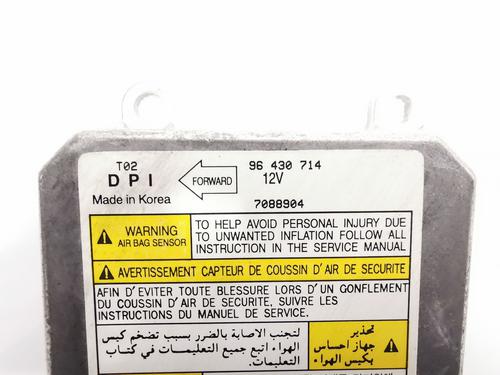 T02
96 430 714
D P I
FORWARD
12V
Made in Korea
7088904
WARNING
AIR BAG SENSOR
TO HELP AVOID PERSONAL INJURY DUE
TO UNWANTED INFLATION FOLLOW ALL
INSTRUCTION IN THE SERVICE MANUAL
AVERTISSEMENT CAPTEUR DE COUSSIN D'AIR DE SECURITE
AFIN D'EVITER TOUTE BLESSURE LORS D'UN GONFLEMENT
DU COUSSIN D'AIR DE SECURITE, SUIVRE LES
INSTRUCTIONS DU MANUEL DE SERVICE.
تحذير
جهاز احساس
بكيس الهواء
لتجنب الاصابة بالضرر بسبب تضخم كيس
الهواء اتبع جميع التعليمات في كتاب